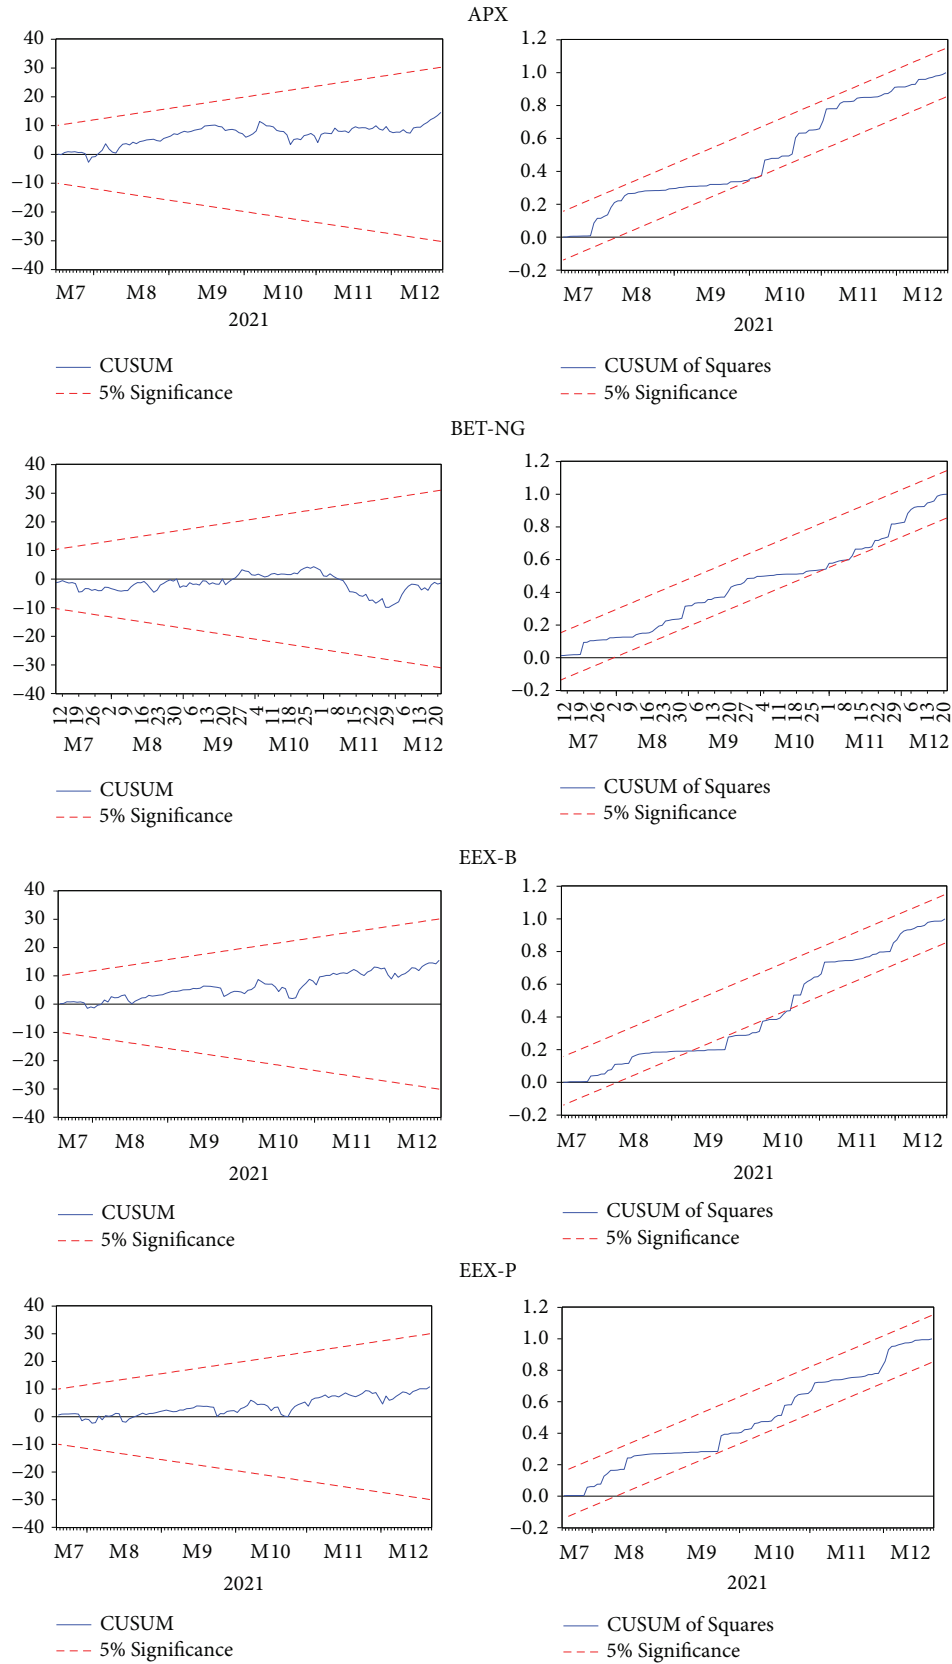 APX
40
30
20
10
0
−10
−20
−30
−40
M7 M8 M9 M10 M11 M12
2021
CUSUM
5% Significance
1.2
1.0
0.8
0.6
0.4
0.2
0.0
−0.2
M7 M8 M9 M10 M11 M12
2021
CUSUM of Squares
5% Significance
BET-NG
40
30
20
10
0
−10
−20
−30
−40
12 19 26 2 9 16 23 30 6 13 20 27 4 11 18 25 1 8 15 22 29 6 13 20
M7 M8 M9 M10 M11 M12
CUSUM
5% Significance
1.2
1.0
0.8
0.6
0.4
0.2
0.0
−0.2
12 19 26 2 9 16 23 30 6 13 20 27 4 11 18 25 1 8 15 22 29 6 13 20
M7 M8 M9 M10 M11 M12
CUSUM of Squares
5% Significance
EEX-B
40
30
20
10
0
−10
−20
−30
−40
M7 M8 M9 M10 M11 M12
2021
CUSUM
5% Significance
1.2
1.0
0.8
0.6
0.4
0.2
0.0
−0.2
M7 M8 M9 M10 M11 M12
2021
CUSUM of Squares
5% Significance
EEX-P
40
30
20
10
0
−10
−20
−30
−40
M7 M8 M9 M10 M11 M12
2021
CUSUM
5% Significance
1.2
1.0
0.8
0.6
0.4
0.2
0.0
−0.2
M7 M8 M9 M10 M11 M12
2021
CUSUM of Squares
5% Significance